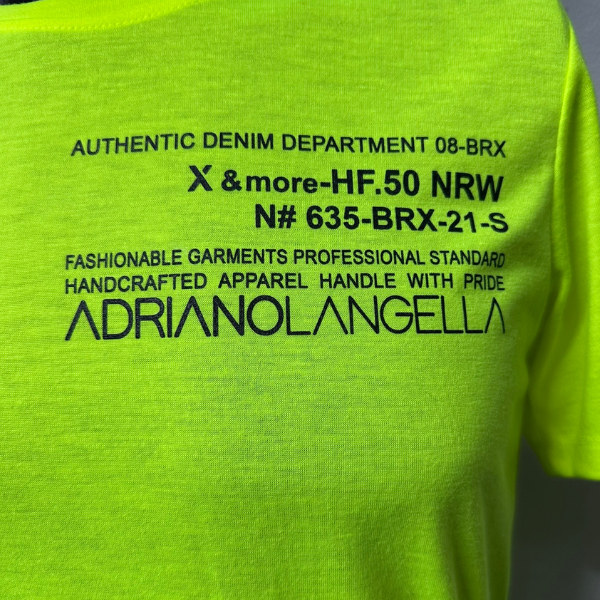 AUTHENTIC DENIM DEPARTMENT 08-BRX
X &more-HF.50 NRW
N# 635-BRX-21-S
FASHIONABLE GARMENTS PROFESSIONAL STANDARD
HANDCRAFTED APPAREL HANDLE WITH PRIDE
ADRIANOLANGELLA